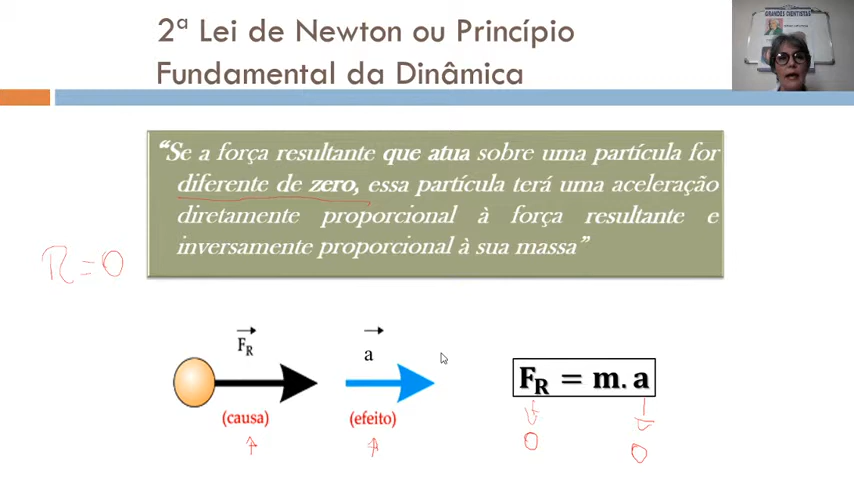 2ª Lei de Newton ou Princípio
Fundamental da Dinâmica
GRANDES CIENTISTAS
“Se a força resultante que atua sobre uma partícula for
diferente de zero, essa partícula terá uma aceleração
diretamente proporcional à força resultante e
inversamente proporcional à sua massa”
R=0
F_R
a
(causa)
(efeito)
F_R = m.a
0
0